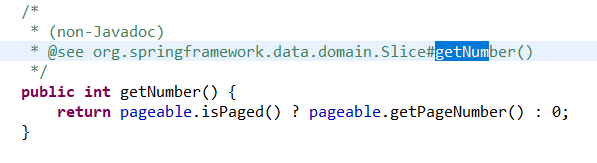 /*
* (non-Javadoc)
* @see org.springframework.data.domain.Slice#getNumber()
*/
public int getNumber() {
return pageable.isPaged() ? pageable.getPageNumber() : 0;
}